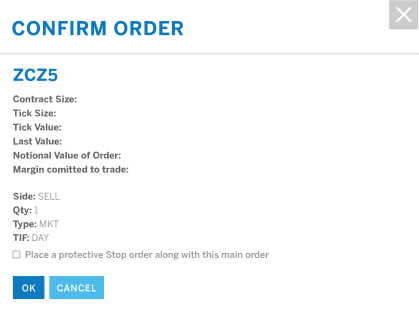 CONFIRM ORDER
ZCZ5
Contract Size:
Tick Size:
Tick Value:
Last Value:
Notional Value of Order:
Margin comitted to trade:
Side: SELL
Qty: 1
Type: MKT
TIF: DAY
Place a protective Stop order along with this main order
OK CANCEL